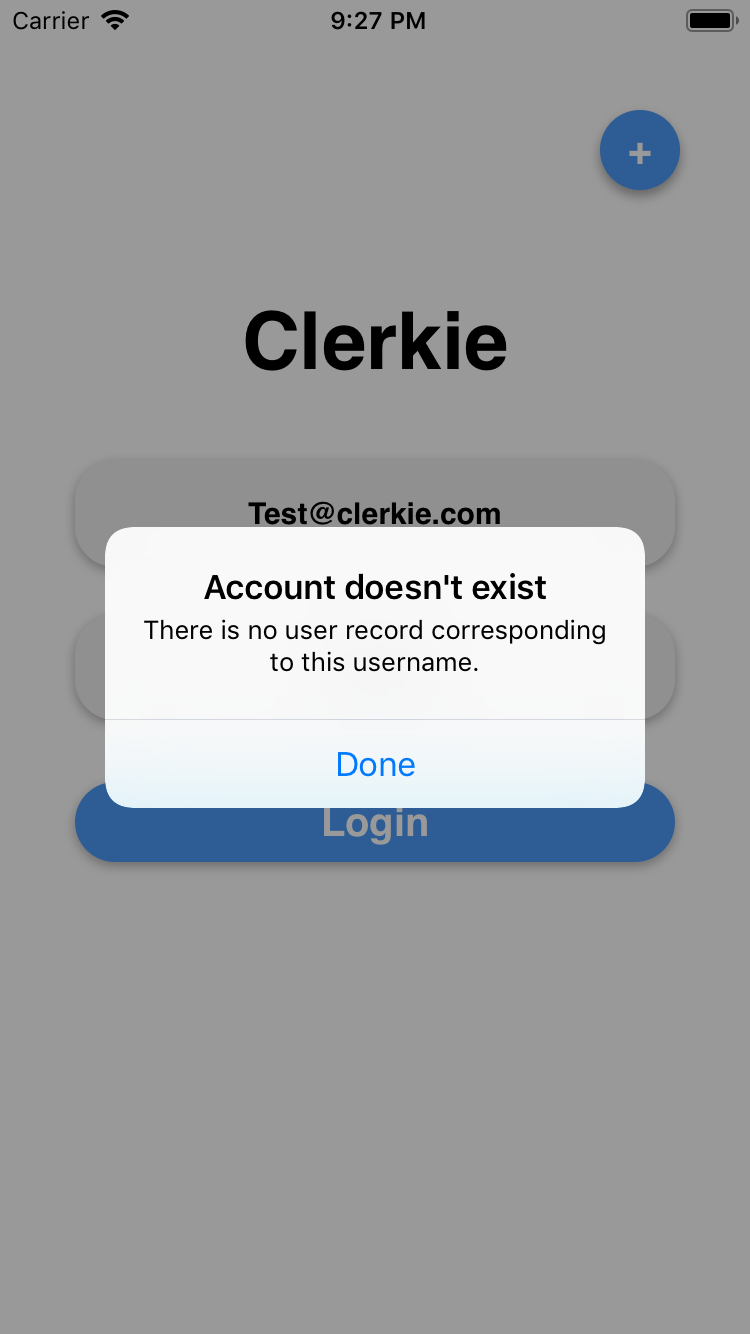 Carrier 9:27 PM
+
Clerkie
Test@clerkie.com
Account doesn't exist
There is no user record corresponding
to this username.
Done
Login